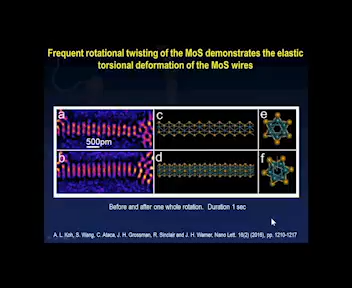 Frequent rotational twisting of the MoS demonstrates the elastic
torsional deformation of the MoS wires
a c e
500pm
b d f
Before and after one whole rotation. Duration 1 sec
A. L. Koh, S. Wang, C. Ataca, J. H. Grossman, R. Sinclair and J. H. Warner, Nano Lett. 16(2) (2016), pp. 1210-1217